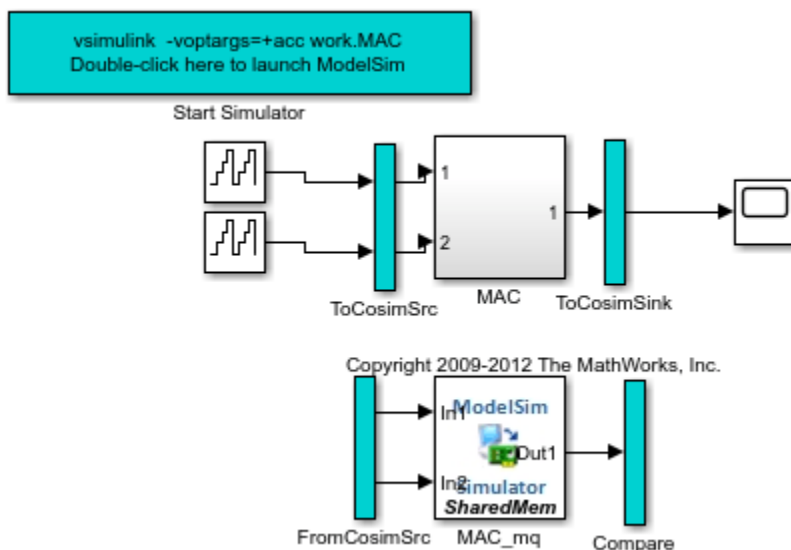 vsimulink  -voptargs=+acc work.MAC
Double-click here to launch ModelSim
Start Simulator
1
2
1
ToCosimSrc
MAC
ToCosimSink
Copyright 2009-2012 The MathWorks, Inc.
In1
ModelSim
Out1
In2
Simulator
SharedMem
FromCosimSrc
MAC_mq
Compare